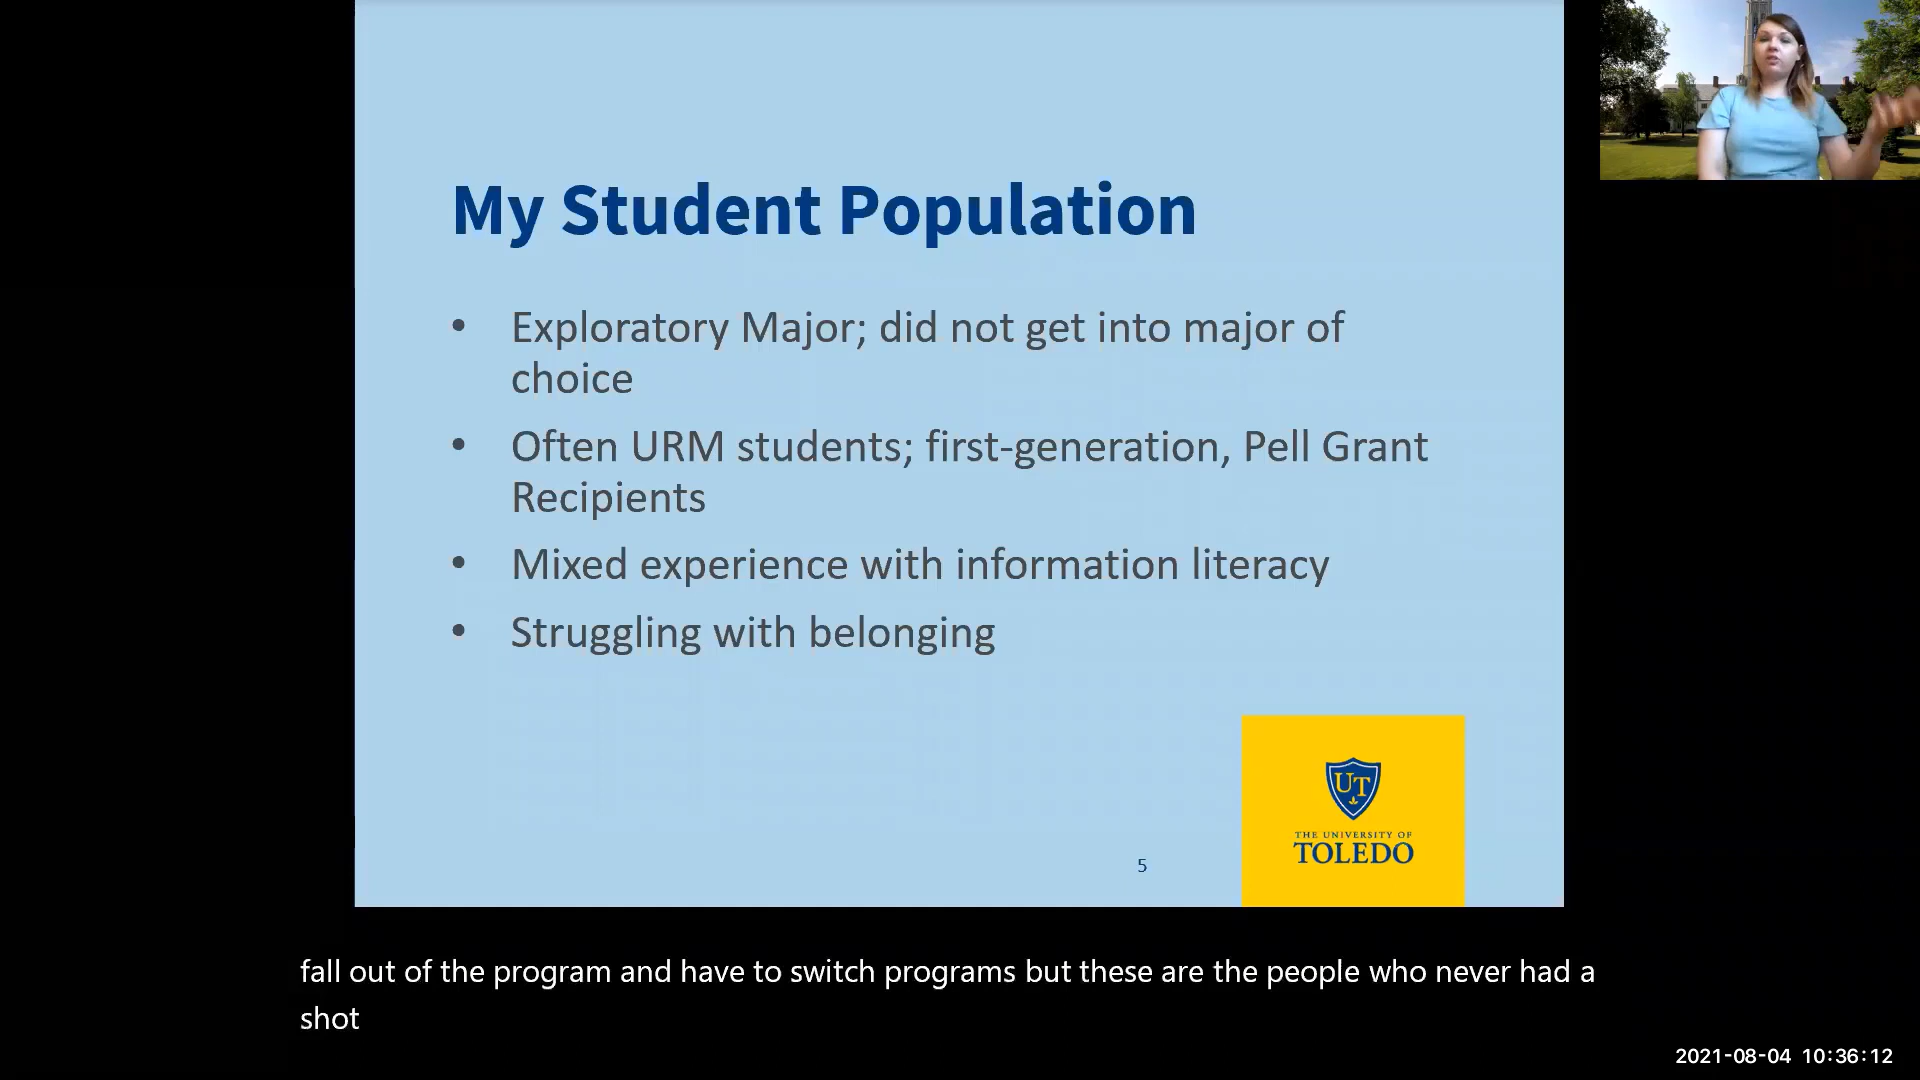 My Student Population
• Exploratory Major; did not get into major of
choice
• Often URM students; first-generation, Pell Grant
Recipients
• Mixed experience with information literacy
• Struggling with belonging
UT
THE UNIVERSITY OF
TOLEDO
5
fall out of the program and have to switch programs but these are the people who never had a
shot
2021-08-04 10:36:12